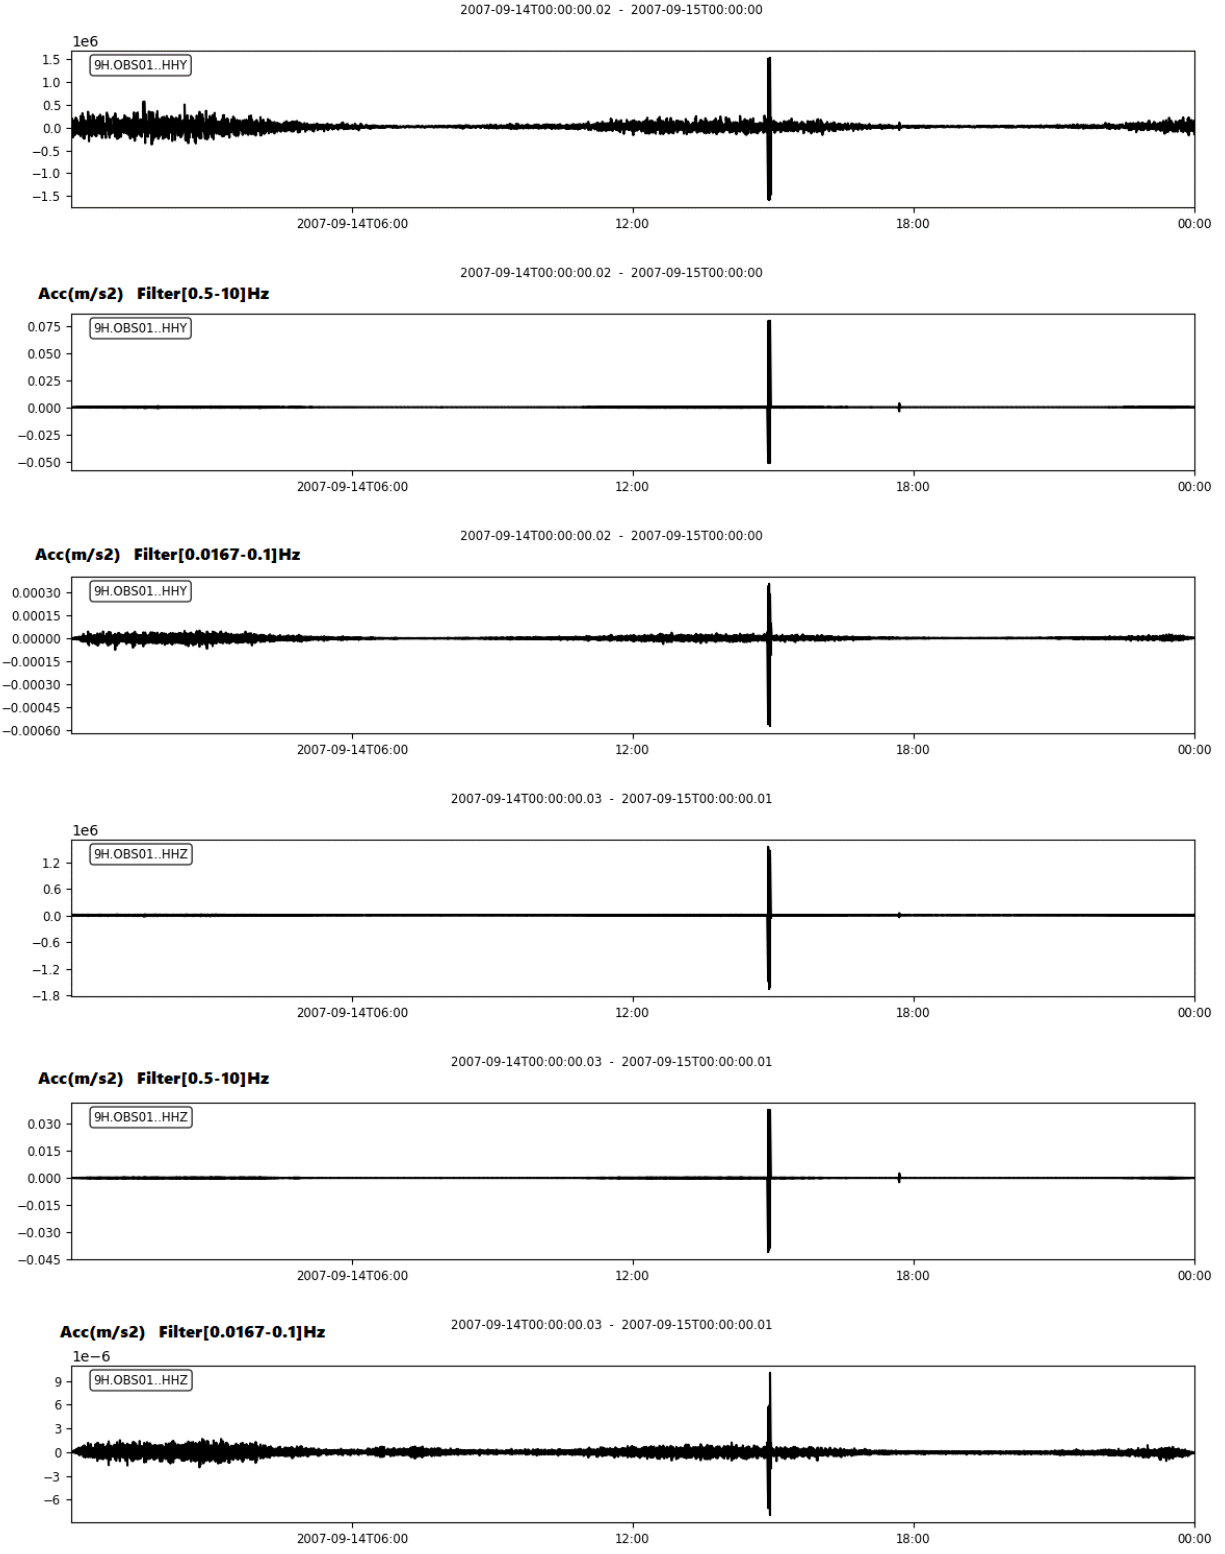 2007-09-14T00:00:00.02 - 2007-09-15T00:00:00
1e6
9H.OBS01..HHY
1.5
1.0
0.5
0.0
−0.5
−1.0
−1.5
2007-09-14T06:00 12:00 18:00 00:00
2007-09-14T00:00:00.02 - 2007-09-15T00:00:00
Acc(m/s2) Filter[0.5-10]Hz
9H.OBS01..HHY
0.075
0.050
0.025
0.000
−0.025
−0.050
2007-09-14T06:00 12:00 18:00 00:00
2007-09-14T00:00:00.02 - 2007-09-15T00:00:00
Acc(m/s2) Filter[0.0167-0.1]Hz
9H.OBS01..HHY
0.00030
0.00015
0.00000
−0.00015
−0.00030
−0.00045
−0.00060
2007-09-14T06:00 12:00 18:00 00:00
2007-09-14T00:00:00.03 - 2007-09-15T00:00:00.01
1e6
9H.OBS01..HHZ
1.2
0.6
0.0
−0.6
−1.2
−1.8
2007-09-14T06:00 12:00 18:00 00:00
2007-09-14T00:00:00.03 - 2007-09-15T00:00:00.01
Acc(m/s2) Filter[0.5-10]Hz
9H.OBS01..HHZ
0.030
0.015
0.000
−0.015
−0.030
−0.045
2007-09-14T06:00 12:00 18:00 00:00
2007-09-14T00:00:00.03 - 2007-09-15T00:00:00.01
Acc(m/s2) Filter[0.0167-0.1]Hz
1e−6
9H.OBS01..HHZ
9
6
3
0
−3
−6
2007-09-14T06:00 12:00 18:00 00:00